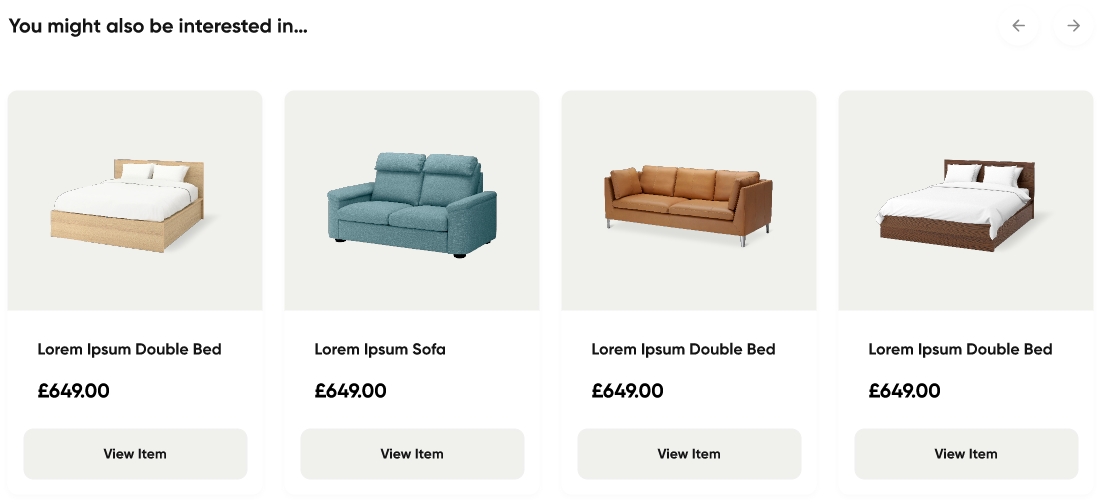 You might also be interested in...
Lorem Ipsum Double Bed
£649.00
View Item
Lorem Ipsum Sofa
£649.00
View Item
Lorem Ipsum Double Bed
£649.00
View Item
Lorem Ipsum Double Bed
£649.00
View Item